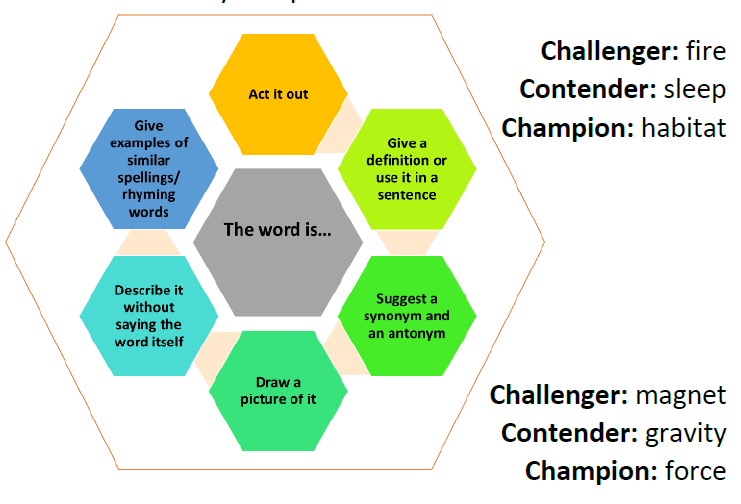 Act it out
Give
examples of
similar
spellings/
rhyming
words
Give a
definition or
use it in a
sentence
The word is...
Describe it
without
saying the
word itself
Suggest a
synonym and
an antonym
Draw a
picture of it
Challenger: fire
Contender: sleep
Champion: habitat
Challenger: magnet
Contender: gravity
Champion: force